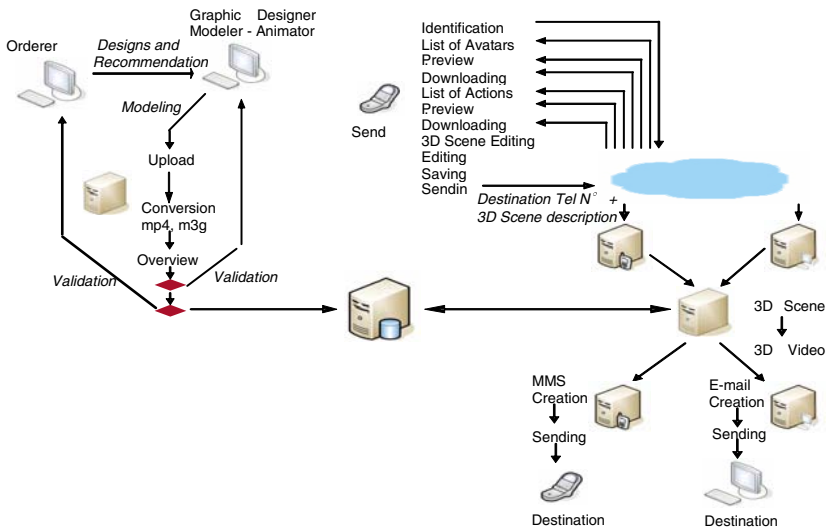 Orderer
Designs and
Recommendation
Graphic Designer
Modeler - Animator
Modeling
Upload
Conversion
mp4, m3g
Overview
Validation
Validation
Send
Identification
List of Avatars
Preview
Downloading
List of Actions
Preview
Downloading
3D Scene Editing
Editing
Saving
Sendin
Destination Tel N° +
3D Scene description
3D Scene
3D Video
MMS
Creation
Sending
Destination
E-mail
Creation
Sending
Destination